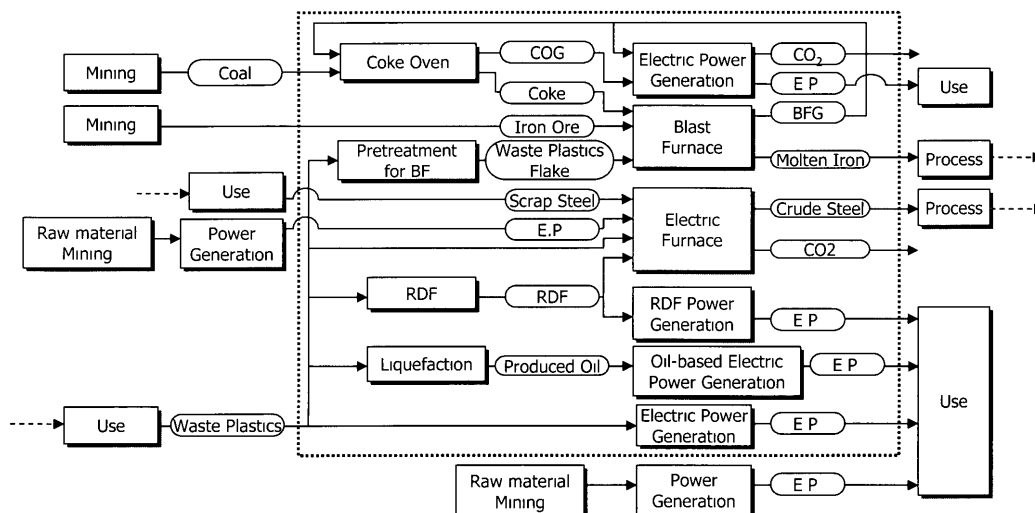 COG
CO2
Mining
Coal
Coke Oven
Electric Power
Generation
E P
Use
Coke
BFG
Mining
Iron Ore
Blast
Furnace
Pretreatment
for BF
Waste Plastics
Flake
Molten Iron
Process
Use
Scrap Steel
Crude Steel
Process
Raw material
Mining
Power
Generation
E.P
Electric
Furnace
CO2
RDF
RDF
RDF Power
Generation
E P
Liquefaction
Produced Oil
Oil-based Electric
Power Generation
E P
Use
Use
Waste Plastics
Electric Power
Generation
E P
Raw material
Mining
Power
Generation
E P